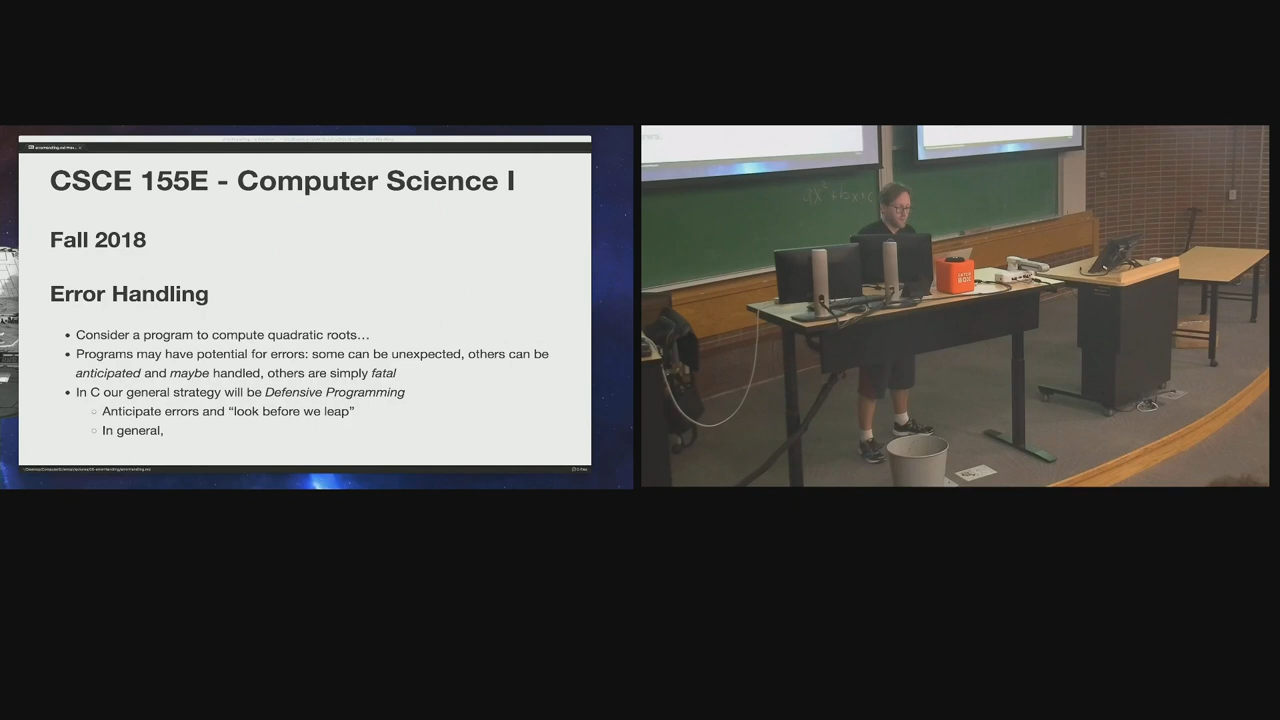 CSCE 155E - Computer Science I
Fall 2018
Error Handling
• Consider a program to compute quadratic roots…
• Programs may have potential for errors: some can be unexpected, others can be
anticipated and maybe handled, others are simply fatal
• In C our general strategy will be Defensive Programming
○ Anticipate errors and “look before we leap”
○ In general,
CATCH
BOX